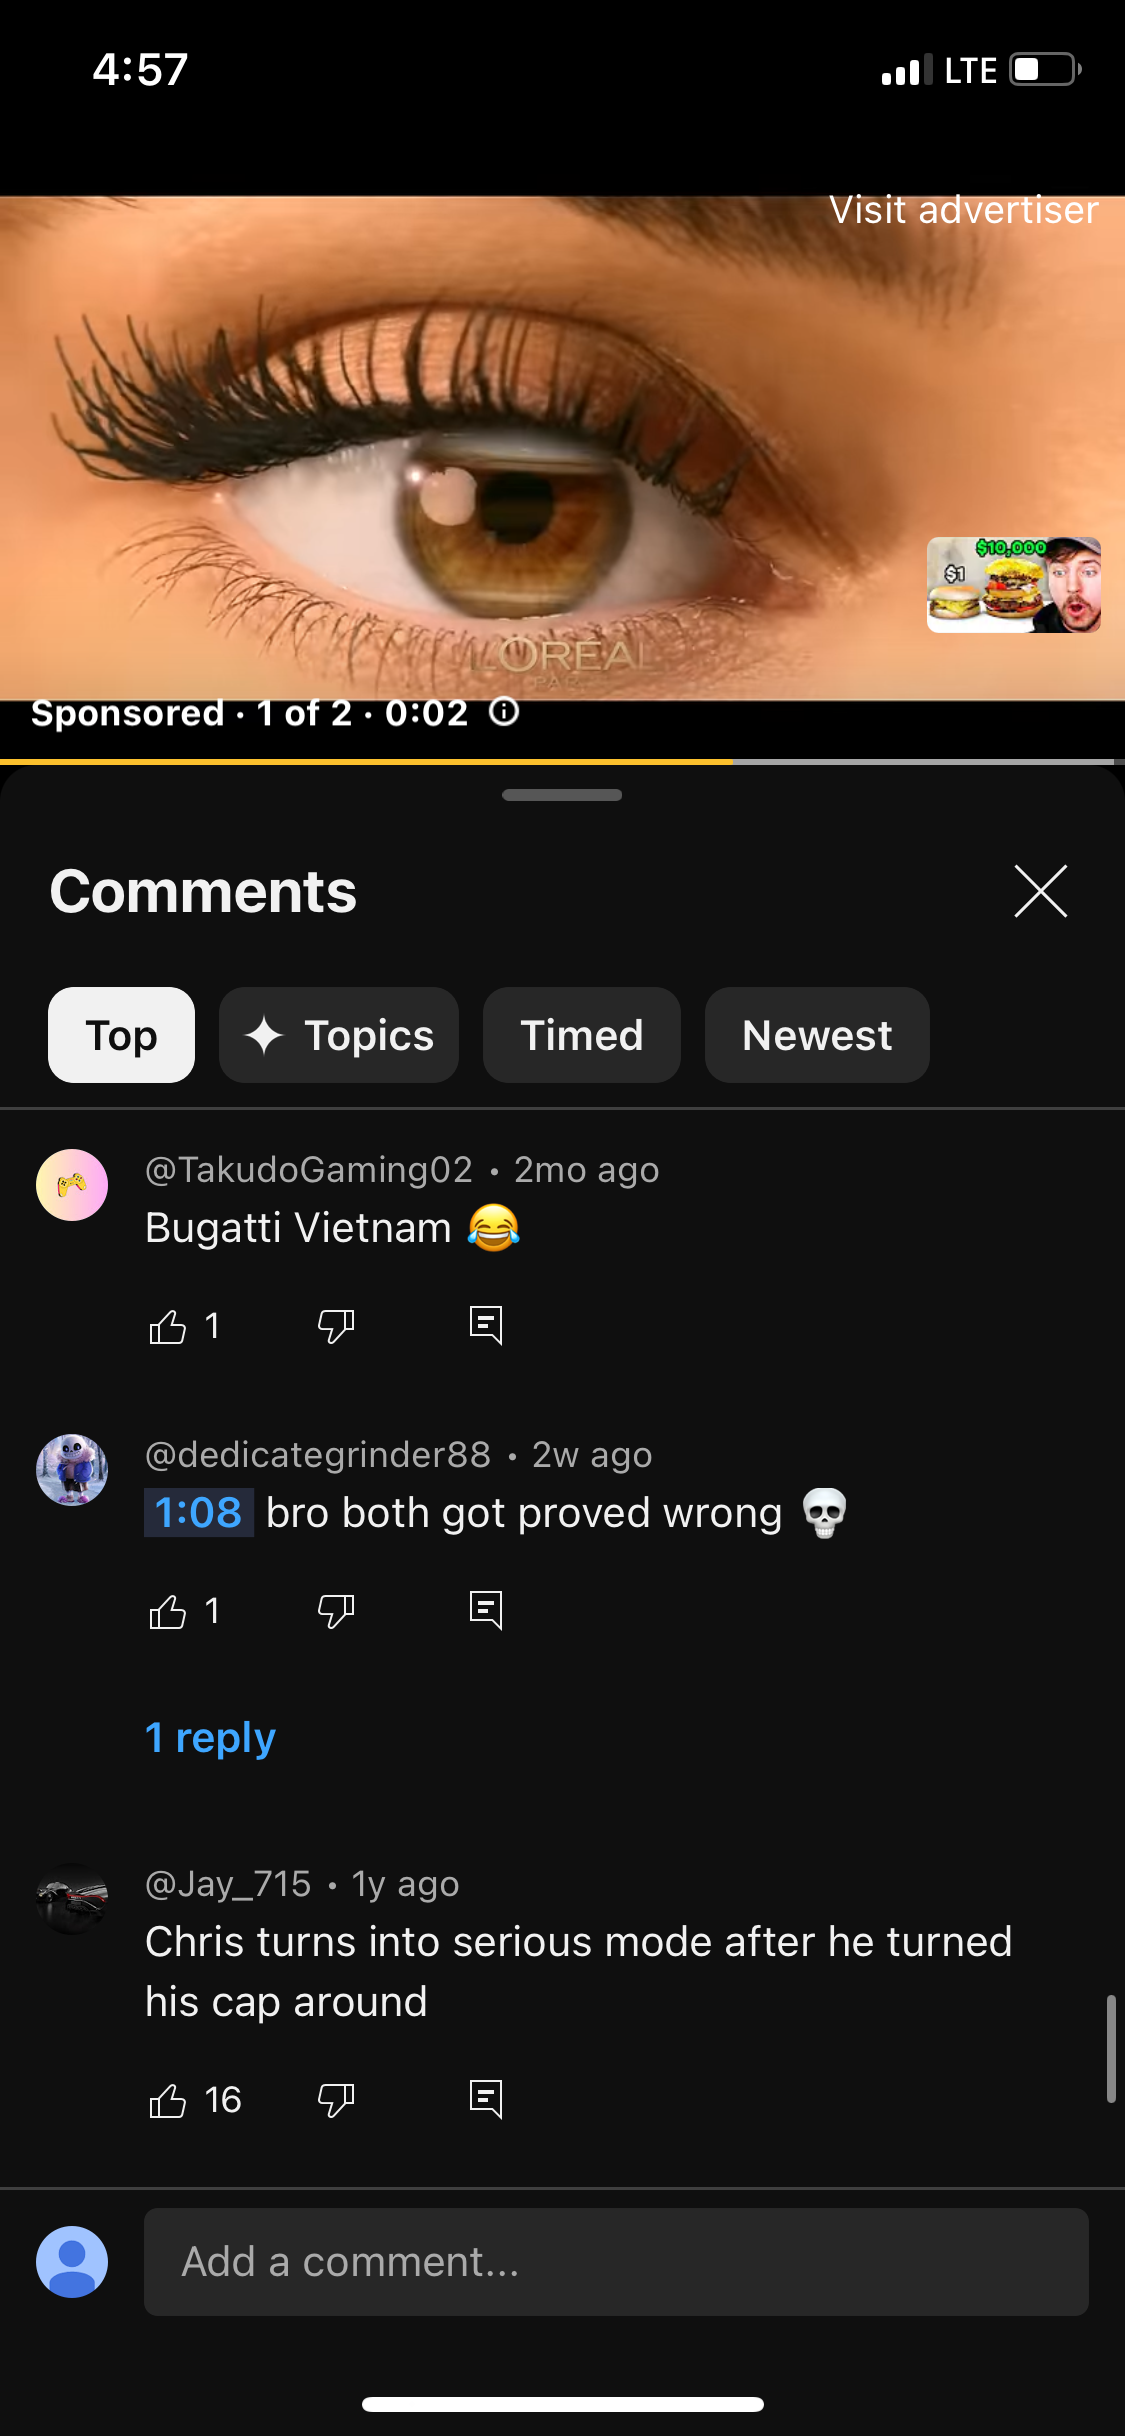 4:57
LTE
Visit advertiser
$10,000
$1
L'OREAL
PARIS
Sponsored · 1 of 2 · 0:02
Comments
Top
Topics
Timed
Newest
@TakudoGaming02 • 2mo ago
Bugatti Vietnam 😂
1
@dedicategrinder88 • 2w ago
1:08 bro both got proved wrong 💀
1
1 reply
@Jay_715 • 1y ago
Chris turns into serious mode after he turned
his cap around
16
Add a comment...